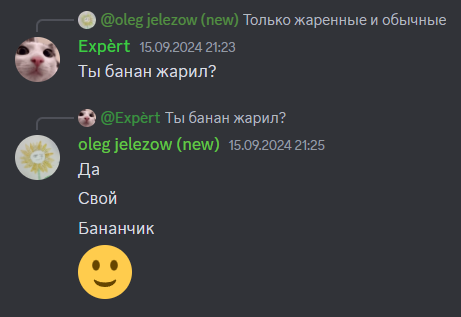 @oleg jelezow (new) Только жаренные и обычные
Expèrt 15.09.2024 21:23
Ты банан жарил?
@Expèrt Ты банан жарил?
oleg jelezow (new) 15.09.2024 21:25
Да
Свой
Бананчик